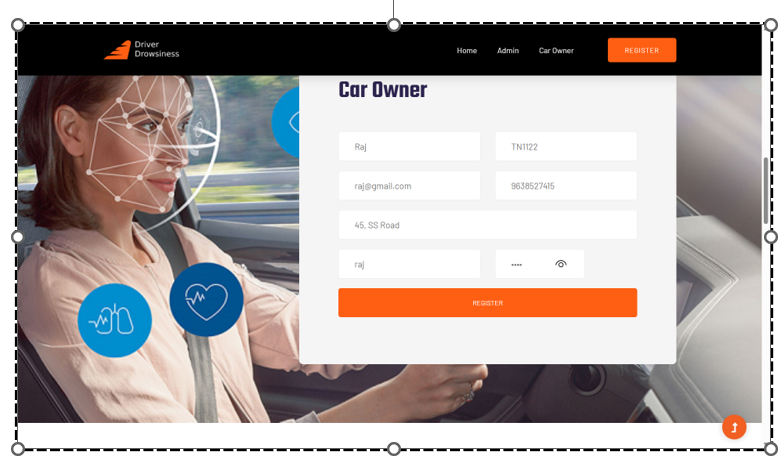 Driver
Drowsiness
Home Admin Car Owner REGISTER
Car Owner
Raj TN1122
raj@gmail.com 9638527415
45, SS Road
raj ····
REGISTER